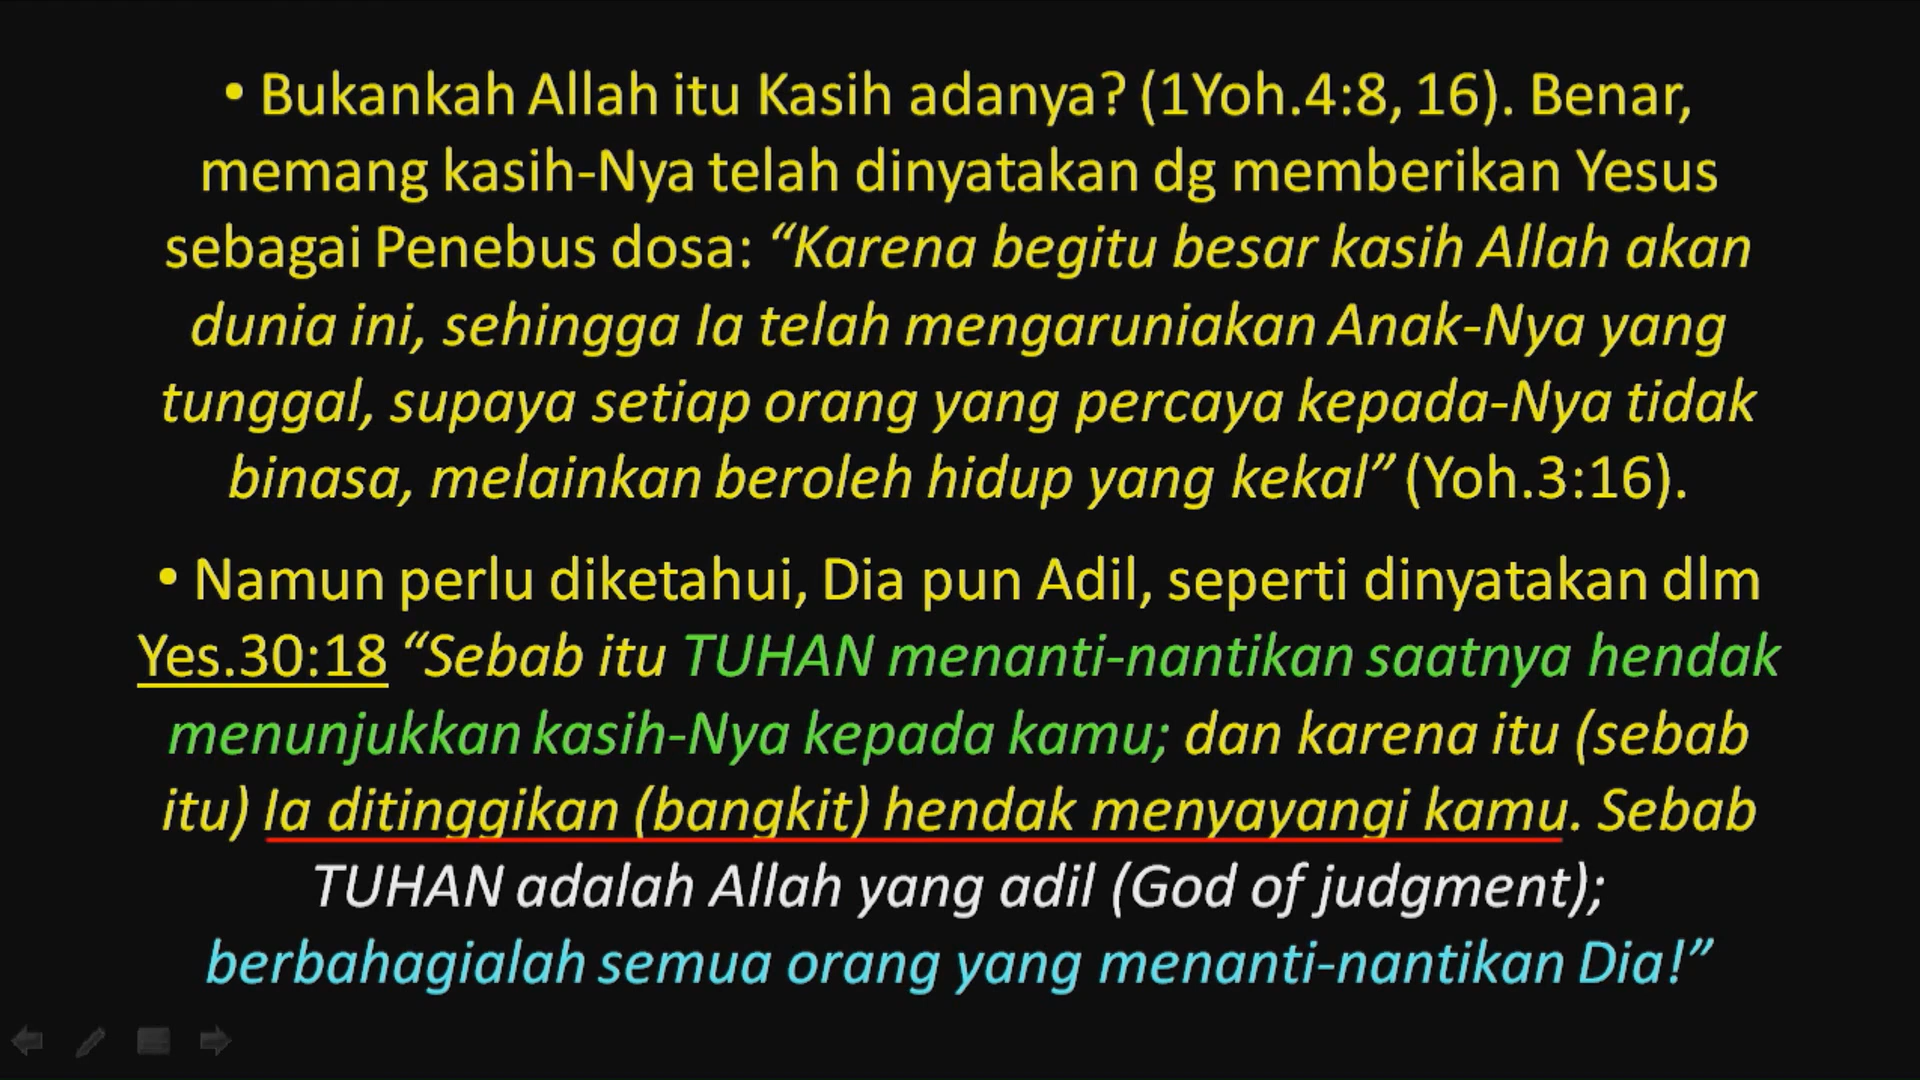 • Bukankah Allah itu Kasih adanya? (1Yoh.4:8, 16). Benar,
memang kasih-Nya telah dinyatakan dg memberikan Yesus
sebagai Penebus dosa: “Karena begitu besar kasih Allah akan
dunia ini, sehingga Ia telah mengaruniakan Anak-Nya yang
tunggal, supaya setiap orang yang percaya kepada-Nya tidak
binasa, melainkan beroleh hidup yang kekal” (Yoh.3:16).
• Namun perlu diketahui, Dia pun Adil, seperti dinyatakan dlm
Yes.30:18 “Sebab itu TUHAN menanti-nantikan saatnya hendak
menunjukkan kasih-Nya kepada kamu; dan karena itu (sebab
itu) Ia ditinggikan (bangkit) hendak menyayangi kamu. Sebab
TUHAN adalah Allah yang adil (God of judgment);
berbahagialah semua orang yang menanti-nantikan Dia!”